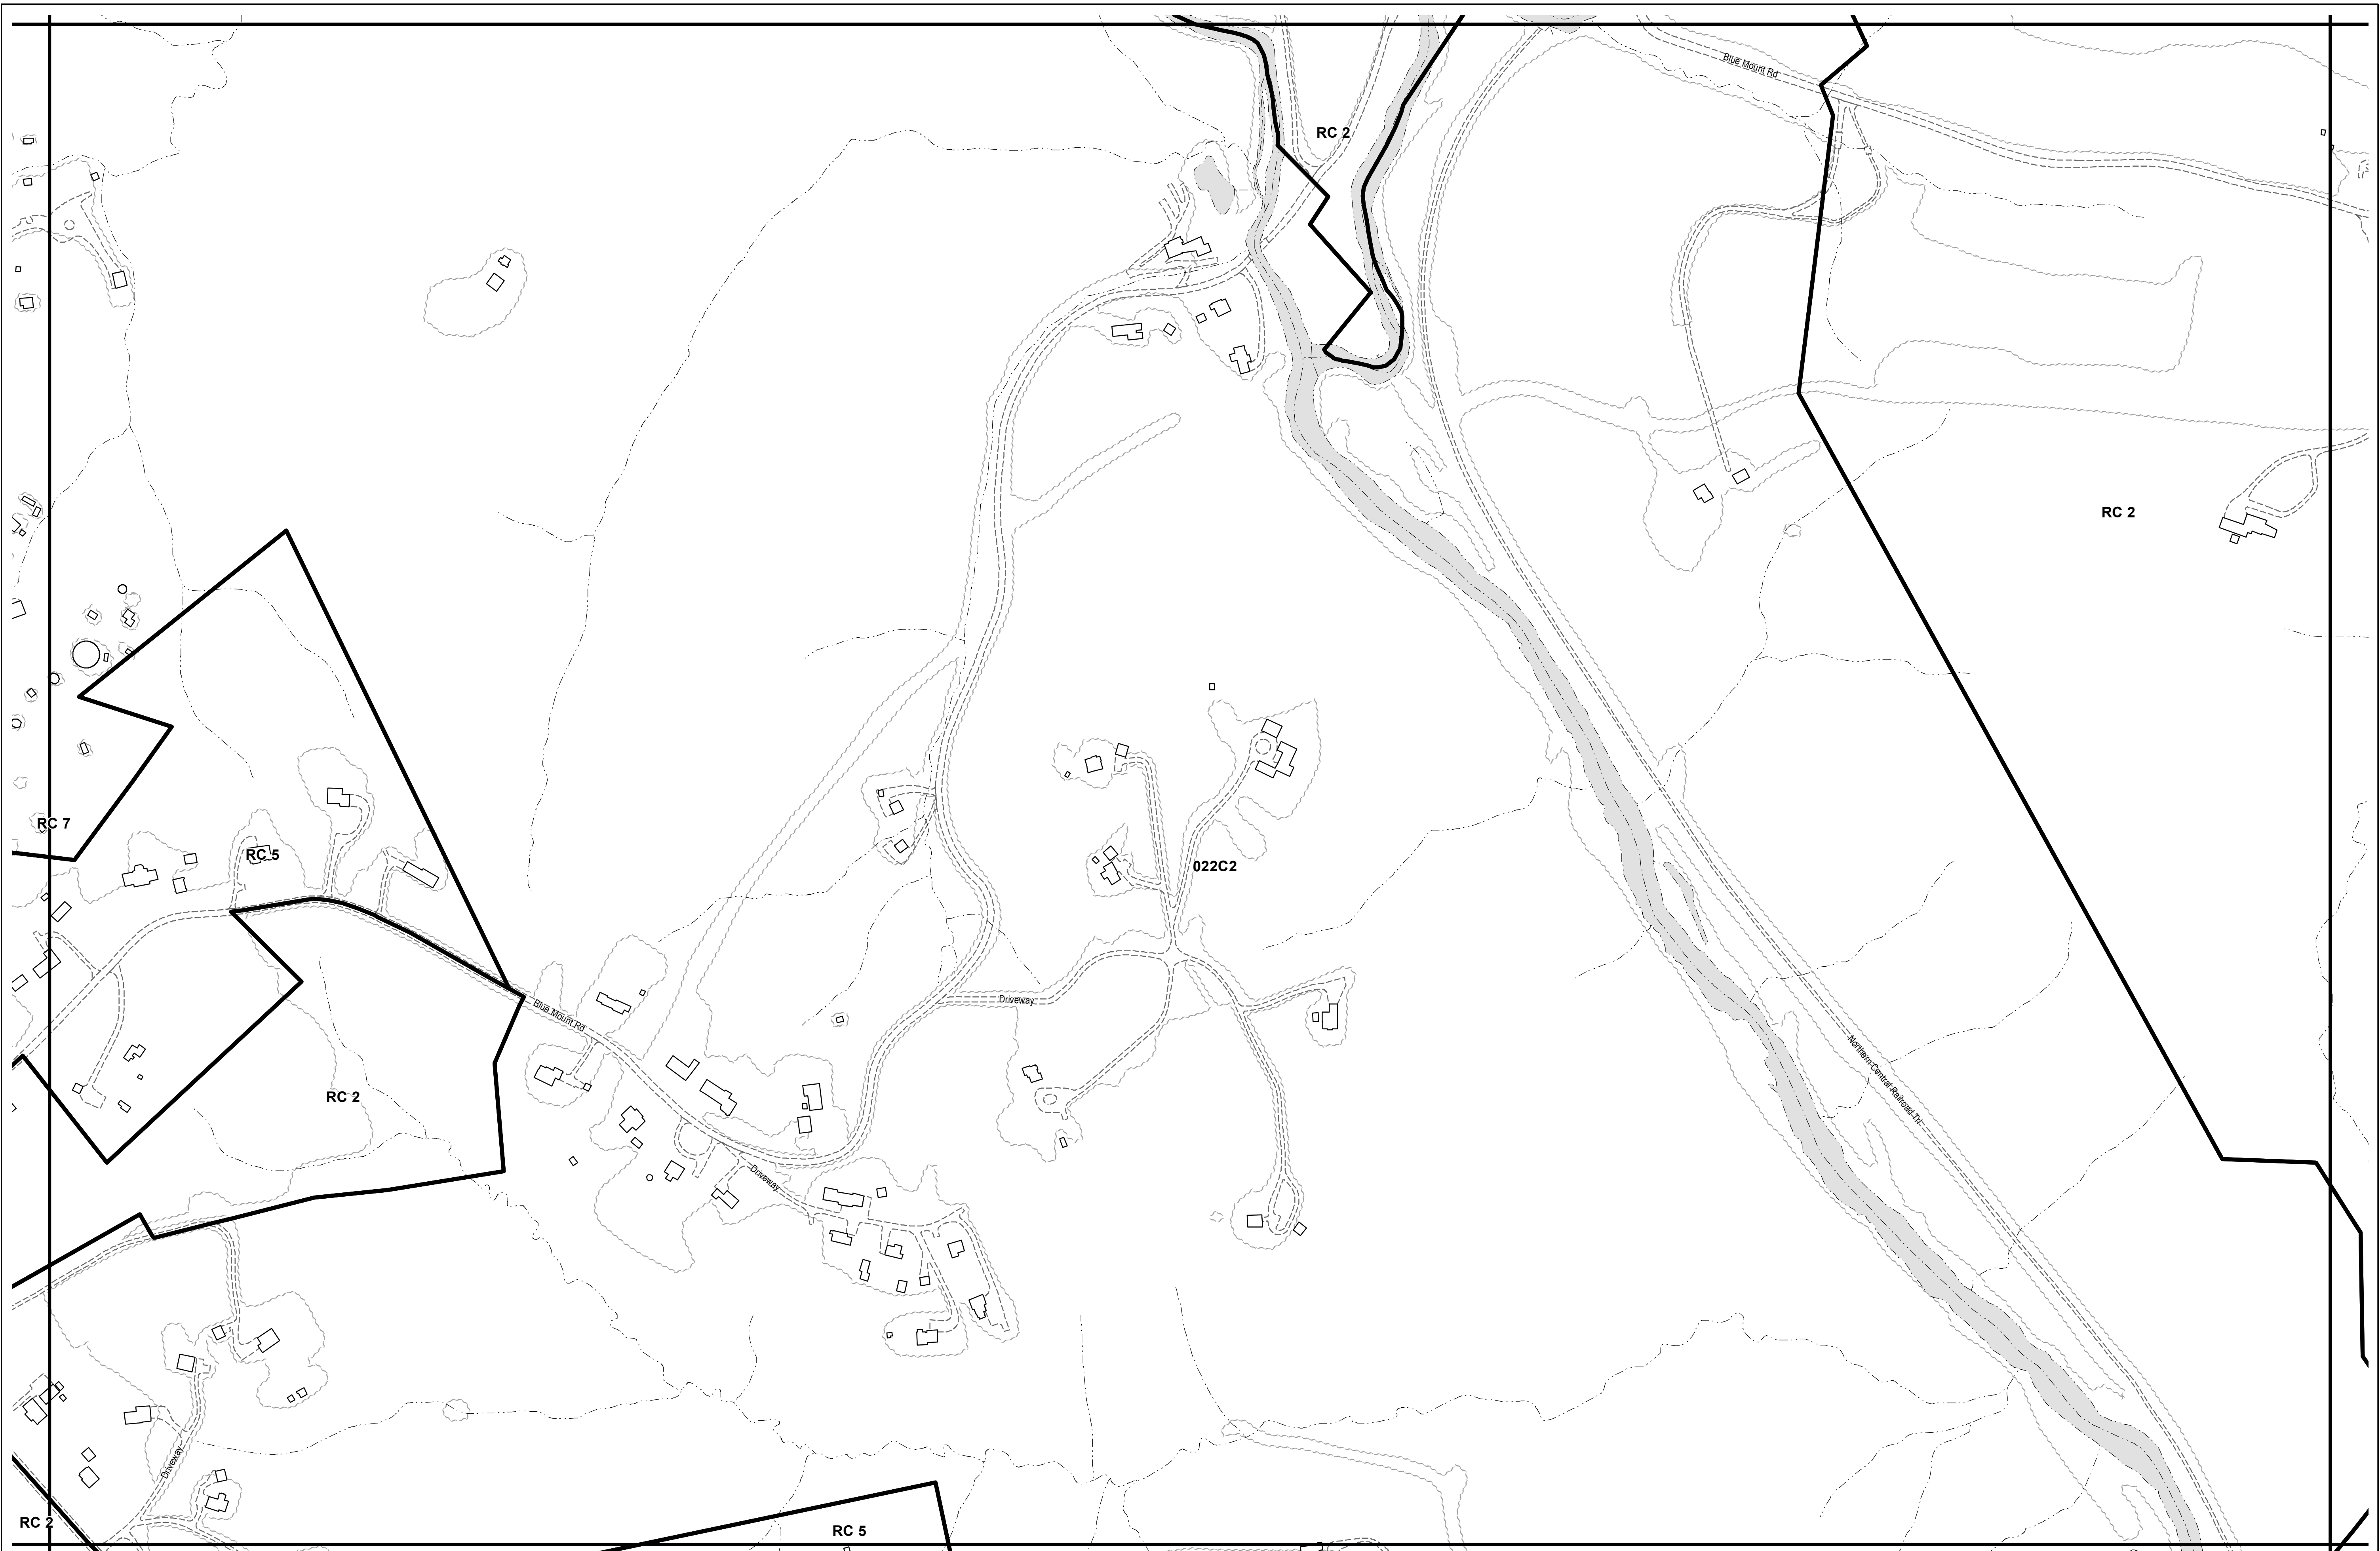 Blue Mount Rd
RC 2
RC 2
RC 7
RC 5
022C2
Driveway
Blue Mount Rd
Northern Central Railroad Trl
RC 2
Driveway
Driveway
RC 2
RC 5